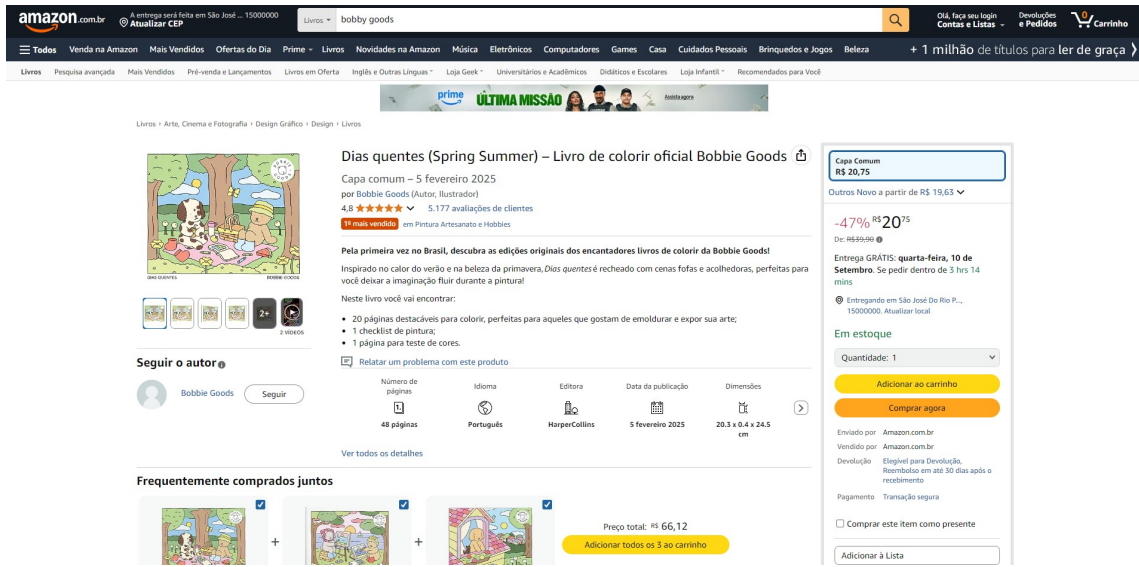 amazon.com.br
A entrega será feita em São José ... 15000000
Atualizar CEP
Livros
bobby goods
Olá, faça seu login
Contas e Listas
Devoluções
e Pedidos
0
Carrinho
Todos Venda na Amazon Mais Vendidos Ofertas do Dia Prime Livros Novidades na Amazon Música Eletrônicos Computadores Games Casa Cuidados Pessoais Brinquedos e Jogos Beleza
+ 1 milhão de títulos para ler de graça
Livros Pesquisa avançada Mais Vendidos Pré-venda e Lançamentos Livros em Oferta Inglês e Outras Línguas Loja Geek Universitários e Acadêmicos Didáticos e Escolares Loja Infantil Recomendados para Você
prime ÚLTIMA MISSÃO Assista agora
Livros › Arte, Cinema e Fotografia › Design Gráfico › Design › Livros
DIAS QUENTES
BOBBIE GOODS
2+
2 VÍDEOS
Seguir o autor
Bobbie Goods
Seguir
Dias quentes (Spring Summer) – Livro de colorir oficial Bobbie Goods
Capa comum – 5 fevereiro 2025
por Bobbie Goods (Autor, Ilustrador)
4,8 5.177 avaliações de clientes
1º mais vendido em Pintura Artesanato e Hobbies
Pela primeira vez no Brasil, descubra as edições originais dos encantadores livros de colorir da Bobbie Goods!
Inspirado no calor do verão e na beleza da primavera, Dias quentes é recheado com cenas fofas e acolhedoras, perfeitas para
você deixar a imaginação fluir durante a pintura!
Neste livro você vai encontrar:
• 20 páginas destacáveis para colorir, perfeitas para aqueles que gostam de emoldurar e expor sua arte;
• 1 checklist de pintura;
• 1 página para teste de cores.
Relatar um problema com este produto
Número de
páginas
48 páginas
Idioma
Português
Editora
HarperCollins
Data da publicação
5 fevereiro 2025
Dimensões
20.3 x 0.4 x 24.5
cm
Ver todos os detalhes
Capa Comum
R$ 20,75
Outros Novo a partir de R$ 19,63
-47% R$ 20 75
De: R$39,90
Entrega GRÁTIS: quarta-feira, 10 de
Setembro. Se pedir dentro de 3 hrs 14
mins
Entregando em São José Do Rio P...,
15000000. Atualizar local
Em estoque
Quantidade: 1
Adicionar ao carrinho
Comprar agora
Enviado por Amazon.com.br
Vendido por Amazon.com.br
Devolução Elegível para Devolução,
Reembolso em até 30 dias após o
recebimento
Pagamento Transação segura
Comprar este item como presente
Adicionar à Lista
Frequentemente comprados juntos
+
+
Preço total: R$ 66,12
Adicionar todos os 3 ao carrinho